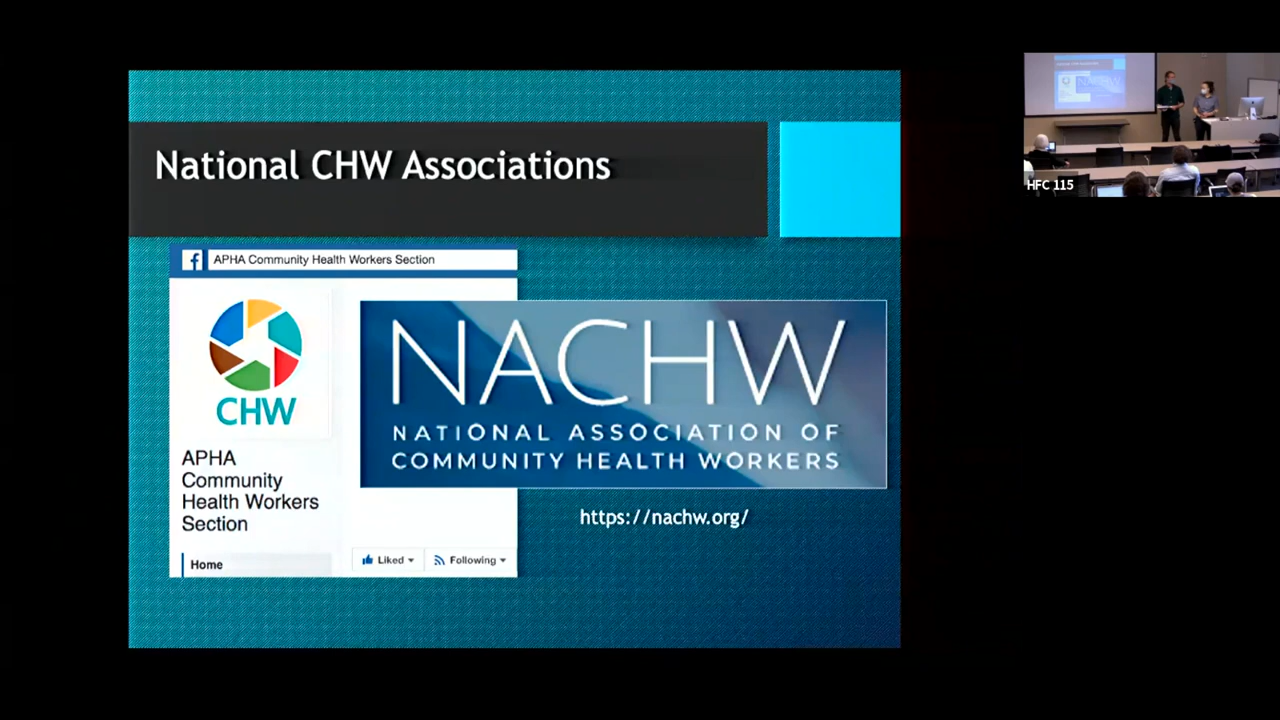 National CHW Associations
APHA Community Health Workers Section
CHW
APHA
Community
Health Workers
Section
Home
Liked
Following
NACHW
NATIONAL ASSOCIATION OF
COMMUNITY HEALTH WORKERS
https://nachw.org/
NACHW
HFC 115